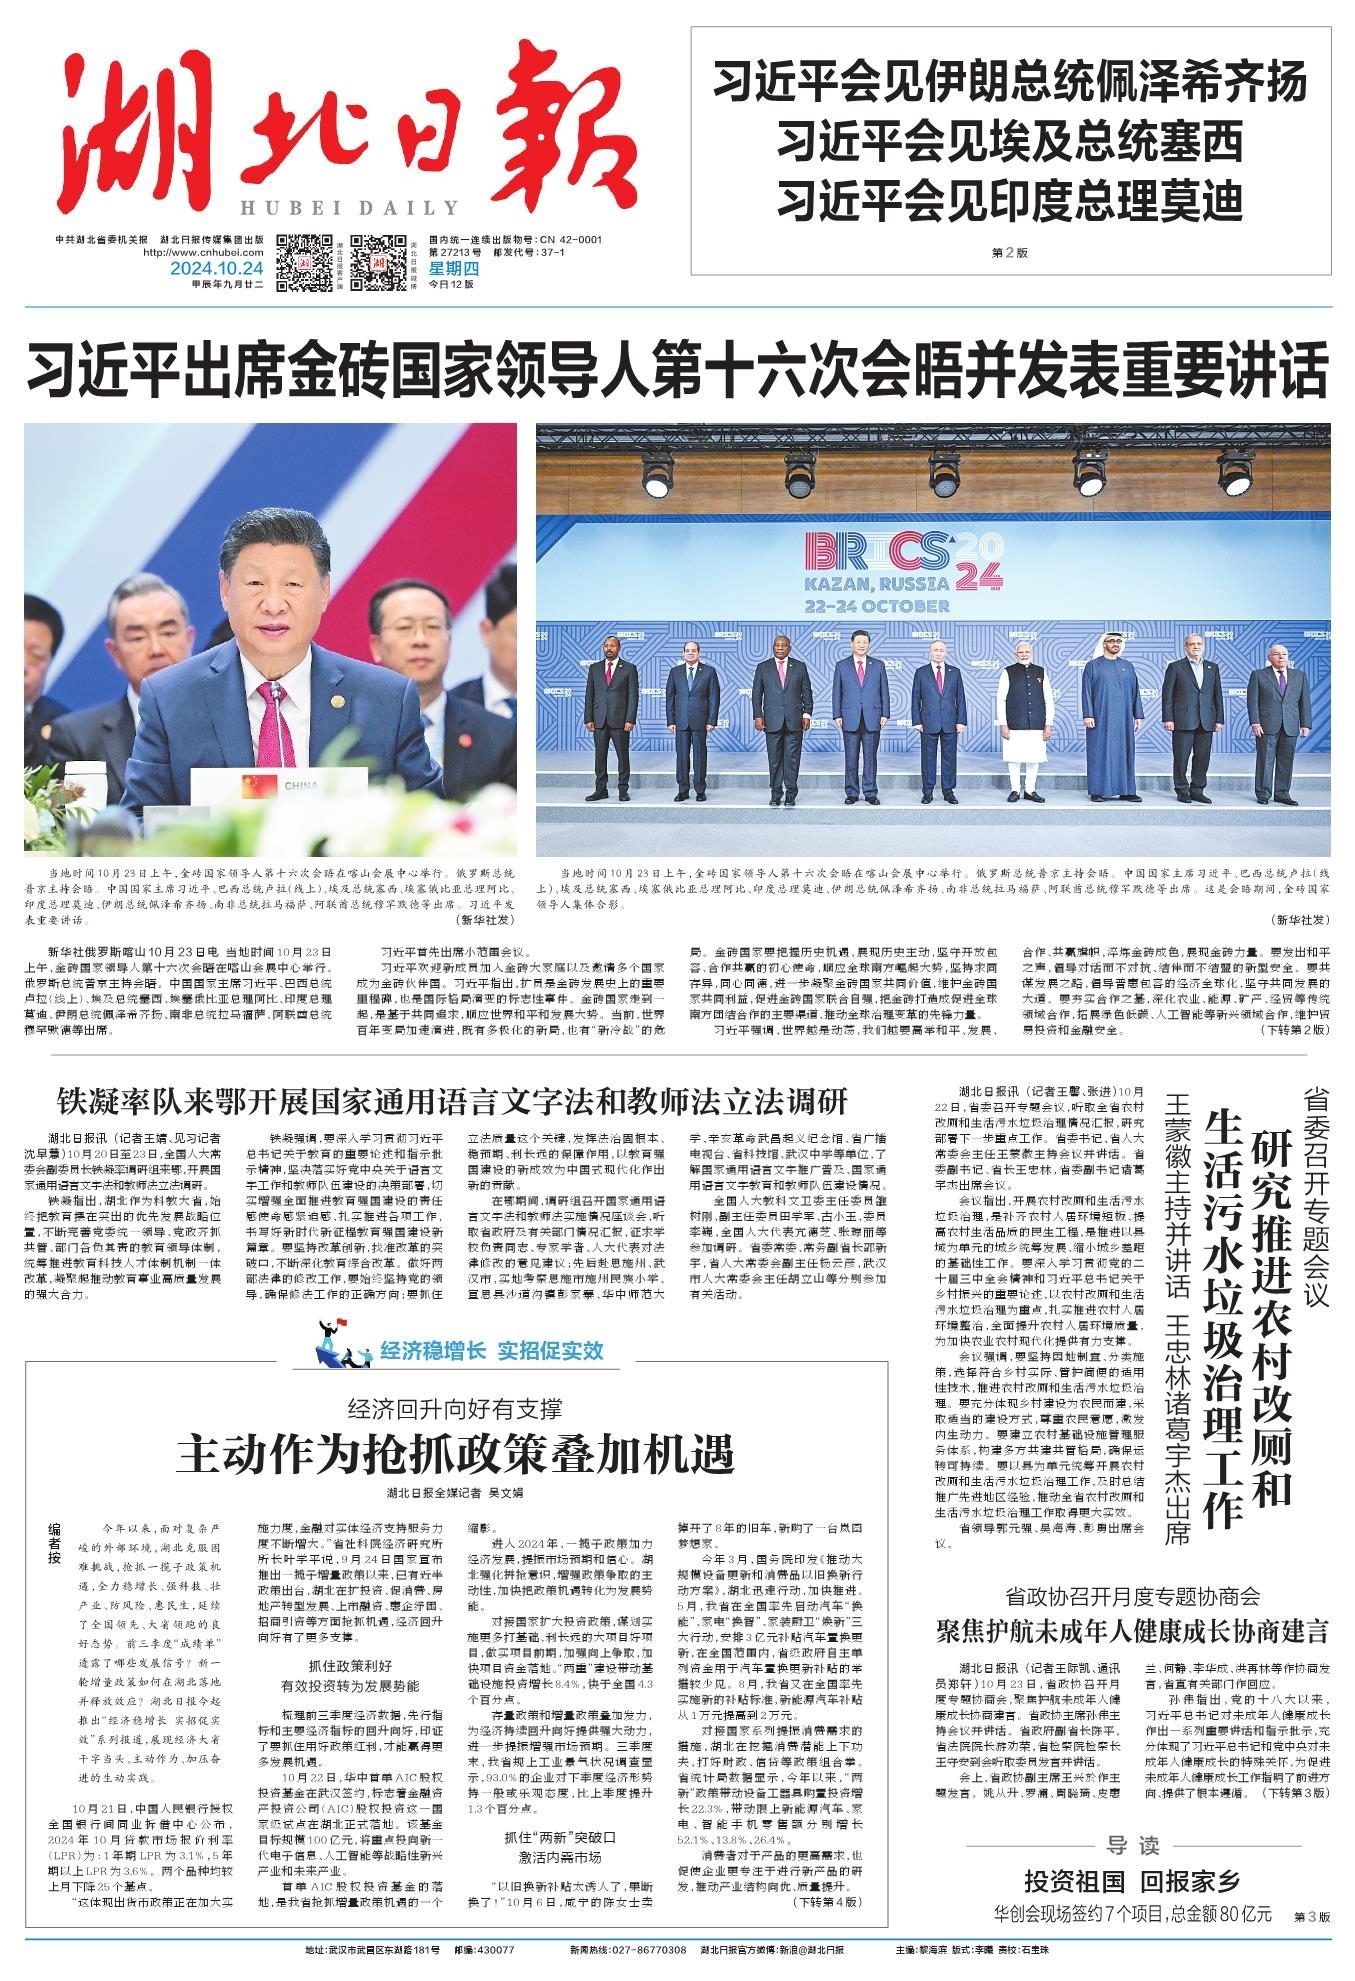 湖北日報
HUBEI DAILY
中共湖北省委机关报 湖北日报传媒集团出版
http://www.cnhubei.com
2024.10.24
甲辰年九月廿二
湖北日报客户端
湖北日报微博
国内统一连续出版物号:CN 42-0001
第27213号 邮发代号:37-1
星期四
今日12版
习近平会见伊朗总统佩泽希齐扬
习近平会见埃及总统塞西
习近平会见印度总理莫迪
第2版
习近平出席金砖国家领导人第十六次会晤并发表重要讲话
CHINA
BRICS 20
24
KAZAN, RUSSIA
22–24 OCTOBER
当地时间10月23日上午,金砖国家领导人第十六次会晤在喀山会展中心举行。俄罗斯总统
普京主持会晤。中国国家主席习近平、巴西总统卢拉(线上)、埃及总统塞西、埃塞俄比亚总理阿比、
印度总理莫迪、伊朗总统佩泽希齐扬、南非总统拉马福萨、阿联酋总统穆罕默德等出席。习近平发
表重要讲话。 (新华社发)
当地时间10月23日上午,金砖国家领导人第十六次会晤在喀山会展中心举行。俄罗斯总统普京主持会晤。中国国家主席习近平、巴西总统卢拉(线
上)、埃及总统塞西、埃塞俄比亚总理阿比、印度总理莫迪、伊朗总统佩泽希齐扬、南非总统拉马福萨、阿联酋总统穆罕默德等出席。这是会晤期间,金砖国家
领导人集体合影。
(新华社发)
新华社俄罗斯喀山10月23日电 当地时间10月23日
上午,金砖国家领导人第十六次会晤在喀山会展中心举行。
俄罗斯总统普京主持会晤。中国国家主席习近平、巴西总统
卢拉(线上)、埃及总统塞西、埃塞俄比亚总理阿比、印度总理
莫迪、伊朗总统佩泽希齐扬、南非总统拉马福萨、阿联酋总统
穆罕默德等出席。
习近平首先出席小范围会议。
习近平欢迎新成员加入金砖大家庭以及邀请多个国家
成为金砖伙伴国。习近平指出,扩员是金砖发展史上的重要
里程碑,也是国际格局演变的标志性事件。金砖国家走到一
起,是基于共同追求,顺应世界和平和发展大势。当前,世界
百年变局加速演进,既有多极化的新局,也有“新冷战”的危
局。金砖国家要把握历史机遇,展现历史主动,坚守开放包
容、合作共赢的初心使命,顺应全球南方崛起大势,坚持求同
存异,同心同德,进一步凝聚金砖国家共同价值,维护金砖国
家共同利益,促进金砖国家联合自强,把金砖打造成促进全球
南方团结合作的主要渠道、推动全球治理变革的先锋力量。
习近平强调,世界越是动荡,我们越要高举和平、发展、
合作、共赢旗帜,淬炼金砖成色,展现金砖力量。要发出和平
之声,倡导对话而不对抗、结伴而不结盟的新型安全。要共
谋发展之路,倡导普惠包容的经济全球化,坚守共同发展的
大道。要夯实合作之基,深化农业、能源、矿产、经贸等传统
领域合作,拓展绿色低碳、人工智能等新兴领域合作,维护贸
易投资和金融安全。 (下转第2版)
铁凝率队来鄂开展国家通用语言文字法和教师法立法调研
湖北日报讯(记者王婧、见习记者
沈早慧)10月20日至23日,全国人大常
委会副委员长铁凝率调研组来鄂,开展国
家通用语言文字法和教师法立法调研。
铁凝指出,湖北作为科教大省,始
终把教育摆在突出的优先发展战略位
置,不断完善党委统一领导、党政齐抓
共管、部门各负其责的教育领导体制,
统筹推进教育科技人才体制机制一体
改革,凝聚起推动教育事业高质量发展
的强大合力。
铁凝强调,要深入学习贯彻习近平
总书记关于教育的重要论述和指示批
示精神,坚决落实好党中央关于语言文
字工作和教师队伍建设的决策部署,切
实增强全面推进教育强国建设的责任
感使命感紧迫感,扎实推进各项工作,
书写好新时代新征程教育强国建设新
篇章。要坚持改革创新,找准改革的突
破口,不断深化教育综合改革。做好两
部法律的修改工作,要始终坚持党的领
导,确保修法工作的正确方向;要抓住
立法质量这个关键,发挥法治固根本、
稳预期、利长远的保障作用,以教育强
国建设的新成效为中国式现代化作出
新的贡献。
在鄂期间,调研组召开国家通用语
言文字法和教师法实施情况座谈会,听
取省政府及有关部门情况汇报,征求学
校负责同志、专家学者、人大代表对法
律修改的意见建议;先后赴恩施州、武
汉市,实地考察恩施市施州民族小学、
宣恩县沙道沟镇彭家寨、华中师范大
学、辛亥革命武昌起义纪念馆、省广播
电视台、省科技馆、武汉中学等单位,了
解国家通用语言文字推广普及、国家通
用语言文字教育和教师队伍建设情况。
全国人大教科文卫委主任委员雒
树刚,副主任委员田学军、古小玉,委员
李巍,全国人大代表亢德芝、张琼丽等
参加调研。省委常委、常务副省长邵新
宇,省人大常委会副主任杨云彦,武汉
市人大常委会主任胡立山等分别参加
有关活动。
经济稳增长 实招促实效
经济回升向好有支撑
主动作为抢抓政策叠加机遇
湖北日报全媒记者 吴文娟
编者按
今年以来,面对复杂严
峻的外部环境,湖北克服困
难挑战,抢抓一揽子政策机
遇,全力稳增长、强科技、壮
产业、防风险、惠民生,延续
了全国领先、大省领跑的良
好态势。前三季度“成绩单”
透露了哪些发展信号?新一
轮增量政策如何在湖北落地
并释放效应?湖北日报今起
推出“经济稳增长 实招促实
效”系列报道,展现经济大省
干字当头、主动作为、加压奋
进的生动实践。
10月21日,中国人民银行授权
全国银行间同业拆借中心公布,
2024年10月贷款市场报价利率
(LPR)为:1年期LPR为3.1%,5年
期以上LPR为3.6%。两个品种均较
上月下降25个基点。
“这体现出货币政策正在加大实
施力度,金融对实体经济支持服务力
度不断增大。”省社科院经济研究所
所长叶学平说,9月24日国家宣布
推出一揽子增量政策以来,已有近半
政策出台,湖北在扩投资、促消费、房
地产转型发展、上市融资、惠企纾困、
招商引资等方面抢抓机遇,经济回升
向好有了更多支撑。
抓住政策利好
有效投资转为发展势能
梳理前三季度经济数据,先行指
标和主要经济指标的回升向好,印证
了要抓住用好政策红利,才能赢得更
多发展机遇。
10月22日,华中首单AIC股权
投资基金在武汉签约,标志着金融资
产投资公司(AIC)股权投资这一国
家级试点在湖北正式落地。该基金
目标规模100亿元,将重点投向新一
代电子信息、人工智能等战略性新兴
产业和未来产业。
首单AIC股权投资基金的落
地,是我省抢抓增量政策机遇的一个
缩影。
进入2024年,一揽子政策加力
经济发展,提振市场预期和信心。湖
北强化拼抢意识,增强政策争取的主
动性,加快把政策机遇转化为发展势
能。
对接国家扩大投资政策,谋划实
施更多打基础、利长远的大项目好项
目,做实项目前期,加强向上争取,加
快项目资金落地。“两重”建设带动基
础设施投资增长8.4%,快于全国4.3
个百分点。
存量政策和增量政策叠加发力,
为经济持续回升向好提供强大动力,
进一步提振增强市场预期。三季度
末,我省规上工业景气状况调查显
示,93.0%的企业对下季度经济形势
持一般或乐观态度,比上季度提升
1.3个百分点。
抓住“两新”突破口
激活内需市场
“以旧换新补贴太诱人了,果断
换了!”10月6日,咸宁的陈女士卖
掉开了8年的旧车,新购了一台岚图
梦想家。
今年3月,国务院印发《推动大
规模设备更新和消费品以旧换新行
动方案》,湖北迅速行动,加快推进。
5月,我省在全国率先启动汽车“换
能”、家电“换智”、家装厨卫“焕新”三
大行动,安排3亿元补贴汽车置换更
新,在全国范围内,省级政府自主单
列资金用于汽车置换更新补贴的举
措较少见。8月,我省又在全国率先
实施新的补贴标准,新能源汽车补贴
从1万元提高到2万元。
对接国家系列提振消费需求的
措施,湖北在挖掘消费潜能上下功
夫,打好财政、信贷等政策组合拳。
省统计局数据显示,今年以来,“两
新”政策带动设备工器具购置投资增
长22.3%,带动限上新能源汽车、家
电、智能手机零售额分别增长
52.1%、13.8%、26.4%。
消费者对于产品的更高需求,也
促使企业更专注于进行新产品的研
发,推动产业结构向优、质量提升。
(下转第4版)
省委召开专题会议
研究推进农村改厕和
生活污水垃圾治理工作
王蒙徽主持并讲话 王忠林诸葛宇杰出席
湖北日报讯(记者王馨、张进)10月
22日,省委召开专题会议,听取全省农村
改厕和生活污水垃圾治理情况汇报,研究
部署下一步重点工作。省委书记、省人大
常委会主任王蒙徽主持会议并讲话。省
委副书记、省长王忠林,省委副书记诸葛
宇杰出席会议。
会议指出,开展农村改厕和生活污水
垃圾治理,是补齐农村人居环境短板、提
高农村生活品质的民生工程,是推进以县
域为单元的城乡统筹发展、缩小城乡差距
的基础性工作。要深入学习贯彻党的二
十届三中全会精神和习近平总书记关于
乡村振兴的重要论述,以农村改厕和生活
污水垃圾治理为重点,扎实推进农村人居
环境整治,全面提升农村人居环境质量,
为加快农业农村现代化提供有力支撑。
会议强调,要坚持因地制宜、分类施
策,选择符合乡村实际、管护简便的适用
性技术,推进农村改厕和生活污水垃圾治
理。要充分体现乡村建设为农民而建,采
取适当的建设方式,尊重农民意愿,激发
内生动力。要建立农村基础设施管理服
务体系,构建多方共建共管格局,确保运
转可持续。要以县为单元统筹开展农村
改厕和生活污水垃圾治理工作,及时总结
推广先进地区经验,推动全省农村改厕和
生活污水垃圾治理工作取得更大实效。
省领导郭元强、吴海涛、彭勇出席会
议。
省政协召开月度专题协商会
聚焦护航未成年人健康成长协商建言
湖北日报讯(记者王际凯、通讯
员郑轩)10月23日,省政协召开月
度专题协商会,聚焦护航未成年人健
康成长协商建言。省政协主席孙伟主
持会议并讲话。省政府副省长陈平,
省法院院长游劝荣,省检察院检察长
王守安到会听取委员发言并讲话。
会上,省政协副主席王兴於作主
题发言。姚从升、罗澜、周晓琦、皮惠
兰、何静、李华成、洪再林等作协商发
言,省直有关部门作回应。
孙伟指出,党的十八大以来,
习近平总书记对未成年人健康成长
作出一系列重要讲话和指示批示,充
分体现了习近平总书记和党中央对未
成年人健康成长的特殊关怀,为促进
未成年人健康成长工作指明了前进方
向、提供了根本遵循。(下转第3版)
导读
投资祖国 回报家乡
华创会现场签约7个项目,总金额80亿元 第3版
地址:武汉市武昌区东湖路181号 邮编:430077 新闻热线:027-86770308 湖北日报官方微博:新浪@湖北日报 主编:黎海滨 版式:李曦 责校:石宝珠